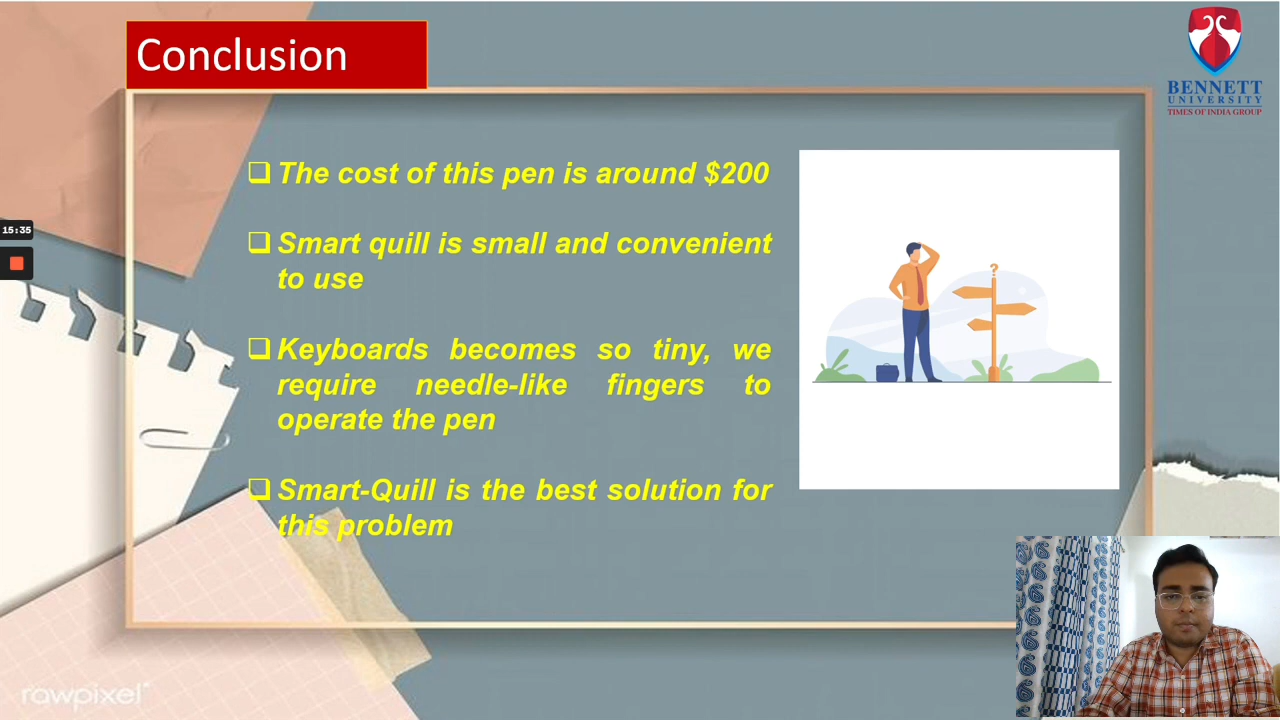 Conclusion
BENNETT
UNIVERSITY
TIMES OF INDIA GROUP
The cost of this pen is around $200
Smart quill is small and convenient
to use
15:35
Keyboards becomes so tiny, we
require needle-like fingers to
operate the pen
Smart-Quill is the best solution for
this problem
?
rawpixel